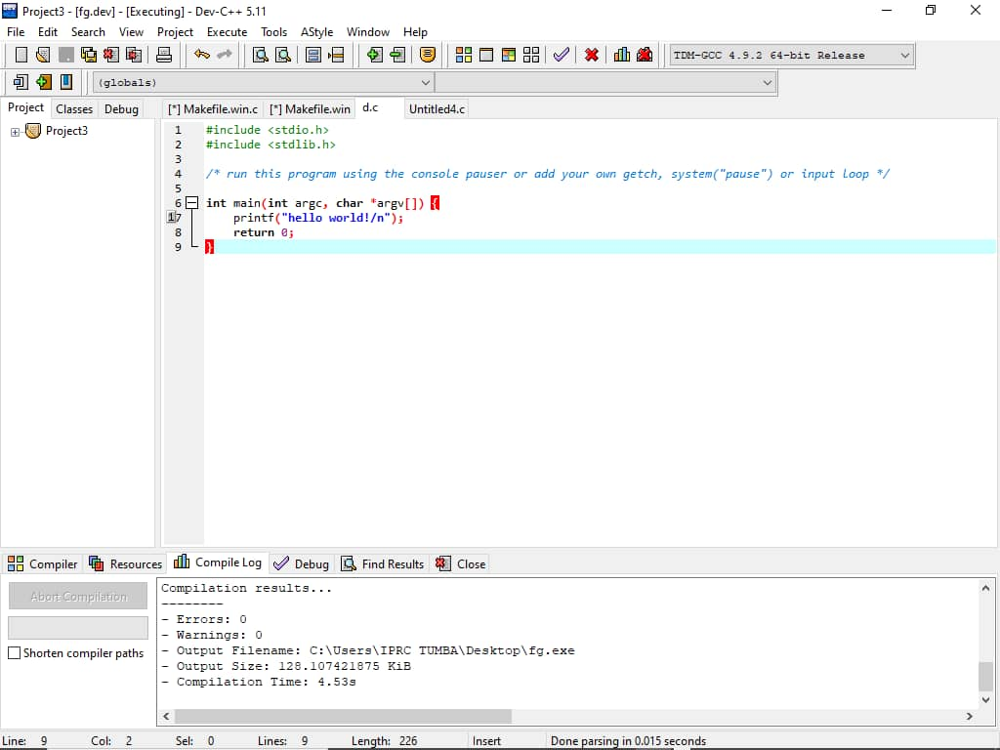 Project3 - [fg.dev] - [Executing] - Dev-C++ 5.11
File Edit Search View Project Execute Tools AStyle Window Help
TDM-GCC 4.9.2 64-bit Release
(globals)
Project Classes Debug [*] Makefile.win.c [*] Makefile.win d.c Untitled4.c
Project3
1 #include <stdio.h>
2 #include <stdlib.h>
3
4 /* run this program using the console pauser or add your own getch, system("pause") or input loop */
5
6 int main(int argc, char *argv[]) {
17 printf("hello world!/n");
8 return 0;
9 }
Compiler Resources Compile Log Debug Find Results Close
Abort Compilation
Shorten compiler paths
Compilation results...
--------
- Errors: 0
- Warnings: 0
- Output Filename: C:\Users\IPRC TUMBA\Desktop\fg.exe
- Output Size: 128.107421875 KiB
- Compilation Time: 4.53s
Line: 9 Col: 2 Sel: 0 Lines: 9 Length: 226 Insert Done parsing in 0.015 seconds